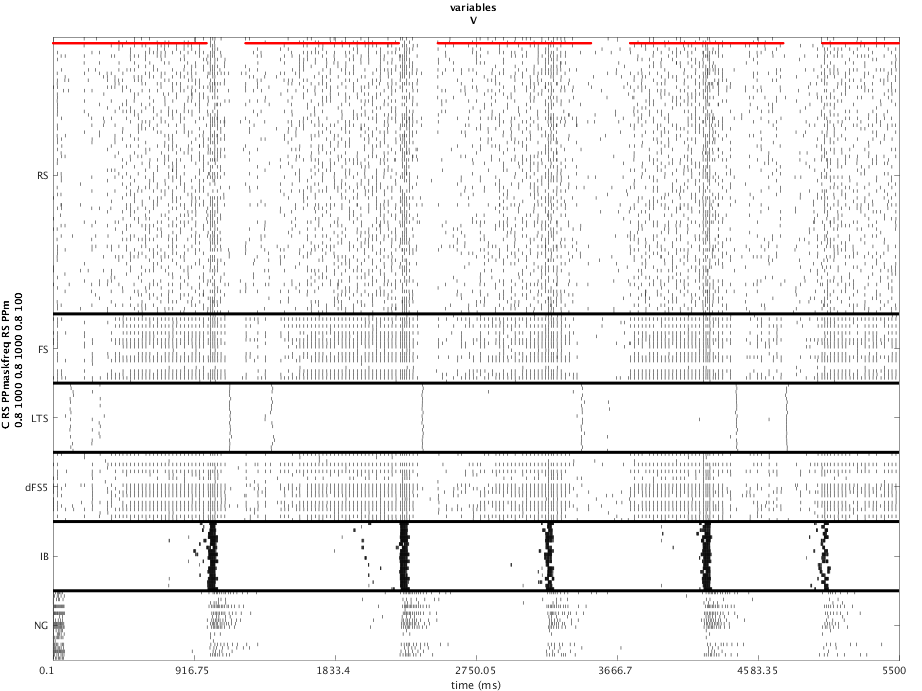 variables
V
C RS PPmaskfreq RS PPm
0.8 1000 0.8 1000 0.8 100
RS
FS
LTS
dFS5
IB
NG
0.1 916.75 1833.4 2750.05 3666.7 4583.35 5500
time (ms)